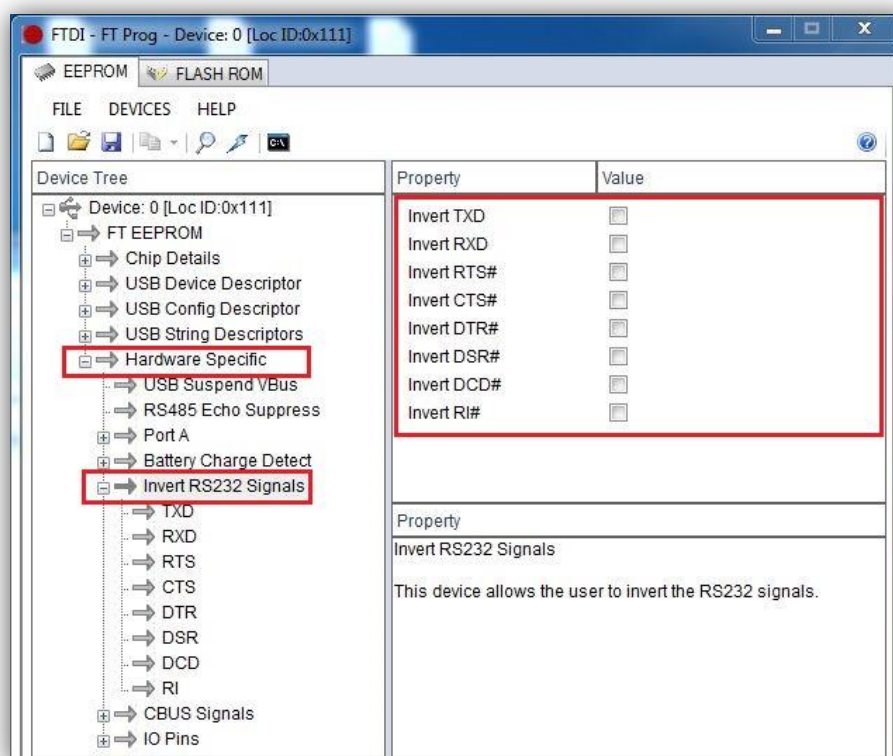 FTDI - FT Prog - Device: 0 [Loc ID:0x111]
EEPROM FLASH ROM
FILE DEVICES HELP
C:\
Device Tree
Device: 0 [Loc ID:0x111]
FT EEPROM
Chip Details
USB Device Descriptor
USB Config Descriptor
USB String Descriptors
Hardware Specific
USB Suspend VBus
RS485 Echo Suppress
Port A
Battery Charge Detect
Invert RS232 Signals
TXD
RXD
RTS
CTS
DTR
DSR
DCD
RI
CBUS Signals
IO Pins
Property Value
Invert TXD
Invert RXD
Invert RTS#
Invert CTS#
Invert DTR#
Invert DSR#
Invert DCD#
Invert RI#
Property
Invert RS232 Signals
This device allows the user to invert the RS232 signals.